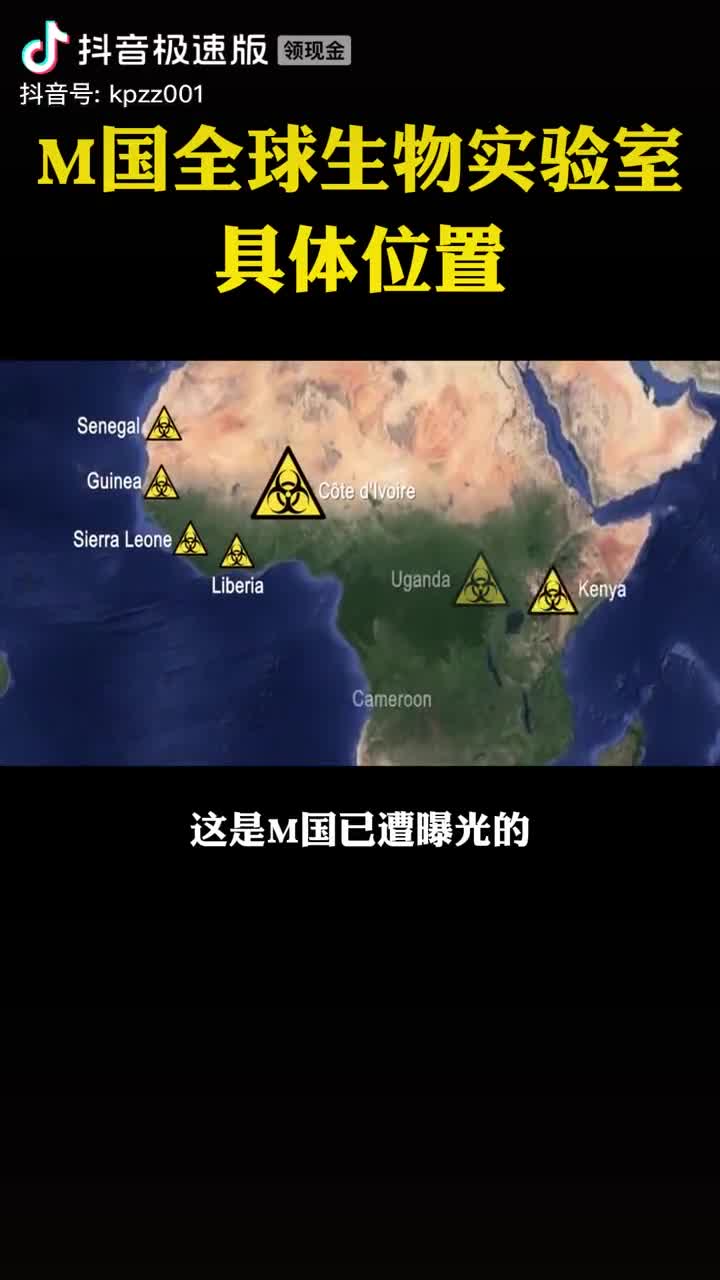 抖音极速版 领现金
抖音号: kpzz001
M国全球生物实验室
具体位置
Senegal
Guinea
Côte d'Ivoire
Sierra Leone
Liberia
Uganda
Kenya
Cameroon
这是M国已遭曝光的